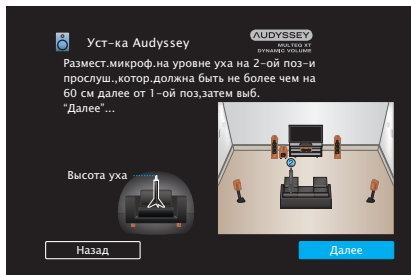 Уст-ка Audyssey
AUDYSSEY
MULTEQ XT
DYNAMIC VOLUME
Размест.микроф.на уровне уха на 2-ой поз-и
прослуш.,котор.должна быть не более чем на
60 см далее от 1-ой поз,затем выб.
“Далее”...
Высота уха
2
Назад
Далее